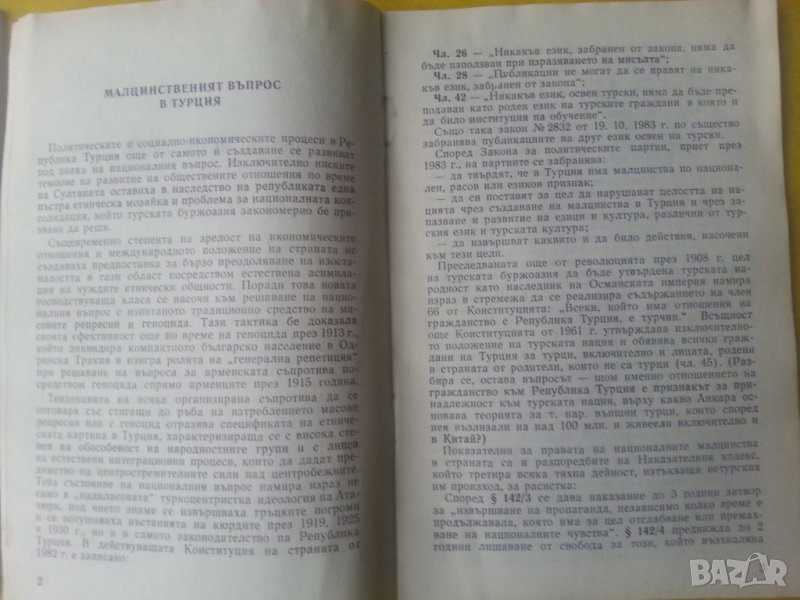 МАЛЦИНСТВЕНИЯТ ВЪПРОС
В ТУРЦИЯ
Политическите и социално-икономическите процеси в Ре-
публика Турция още от самото ѝ създаване се развиват
под знака на националния въпрос. Изключително ниските
темпове на развитие на обществените отношения по време
на Султаната оставиха в наследство на републиката една
пъстра етническа мозайка и проблема за националната кон-
солидация, който турската буржоазия закономерно бе при-
звана да реши.
Същевременно степента на зрелост на икономическите
отношения и международното положение на страната не
създаваха предпоставка за бързо преодоляване на изоста-
налостта в тази област посредством естествена асимила-
ция на чуждите етнически общности. Поради това новата
господствуваща класа се насочи към решаване на национал-
ния въпрос с изпитаното традиционно средство на ма-
совите репресии и геноцида. Тази тактика бе доказала
своята ефективност още по време на геноцида през 1913 г.,
който ликвидира компактното българско население в Од-
ринска Тракия и изигра ролята на „генерална репетиция"
при решаване на въпроса за арменската съпротива по-
средством геноцида спрямо арменците през 1915 година.
Тенденцията на всяка организирана съпротива да се
отговаря със стигащи до ръба на изтреблението масови
репресии или с геноцид отразява спецификата на етниче-
ската картина в Турция, характеризираща се с висока сте-
пен на обособеност на народностните групи и с липса
на естествени интеграционни процеси, които да дадат пред-
имство на центростремителните сили над центробежните.
Това състояние на националния въпрос намира израз не
само в „надкласовата" туркоцентристка идеология на Ата-
тюрк, под чието знаме се извършваха гръцките погроми
и се потушаваха въстанията на кюрдите през 1919, 1925
и 1930 г., но и в самото законодателство на Република
Турция. В действуващата Конституция на страната от
1982 г. е записано:
2
Чл. 26 — „Никакъв език, забранен от закона, няма да
бъде използван при изразяването на мисълта";
Чл. 28 — „Публикации не могат да се правят на ника-
къв език, забранен от закона";
Чл. 42 — „Никакъв език, освен турски, няма да бъде пре-
подаван като роден език на турските граждани в която и
да било институция на обучение".
Също така закон № 2832 от 19. 10. 1983 г. по същество
забранява публикациите на друг език освен на турски.
Според Закона за политическите партии, приет през
1983 г., на партиите се забранява:
— да твърдят, че в Турция има малцинства по национа-
лен, расов или езиков признак;
— да си поставят за цел да нарушават целостта на на-
цията чрез създаване на малцинства в Турция и чрез за-
пазване и развитие на езици и култура, различни от тур-
ския език и турската култура;
— да извършват каквито и да било действия, насочени
към тези цели.
Преследваната още от революцията през 1908 г. цел
на турската буржоазия да бъде утвърдена турската на-
родност като наследник на Османската империя намира
израз в стремежа да се реализира съдържанието на член
66 от Конституцията: „Всеки, който има отношения на
гражданство с Република Турция, е турчин." Всъщност
още Конституцията от 1961 г. утвърждава изключително-
то положение на турската нация и обявява всички гражда-
ни на Турция за турци, включително и лицата, родени
в страната от родители, които не са турци (чл. 45). (Раз-
бира се, остава въпросът — щом именно отношението на
гражданство към Република Турция е признакът за при-
надлежност към турската нация, върху какво Анкара ос-
новава теорията за т. нар. външни турци, които според
нея възлизали на над 100 млн. и живеели включително и
в Китай?)
Показателни за правата на националните малцинства
в страната са и разпоредбите на Наказателния кодекс,
който третира всяка тяхна дейност, изтъкваща нетурския
им произход, за расистка:
Според § 142/3 се дава наказание до 3 години затвор
за „извършване на пропаганда, независимо колко време е
продължавала, която има за цел отслабване или премах-
ване на националните чувства". § 142/4 предвижда до 2
години лишаване от свобода за този, който възхвалява
BAZAR